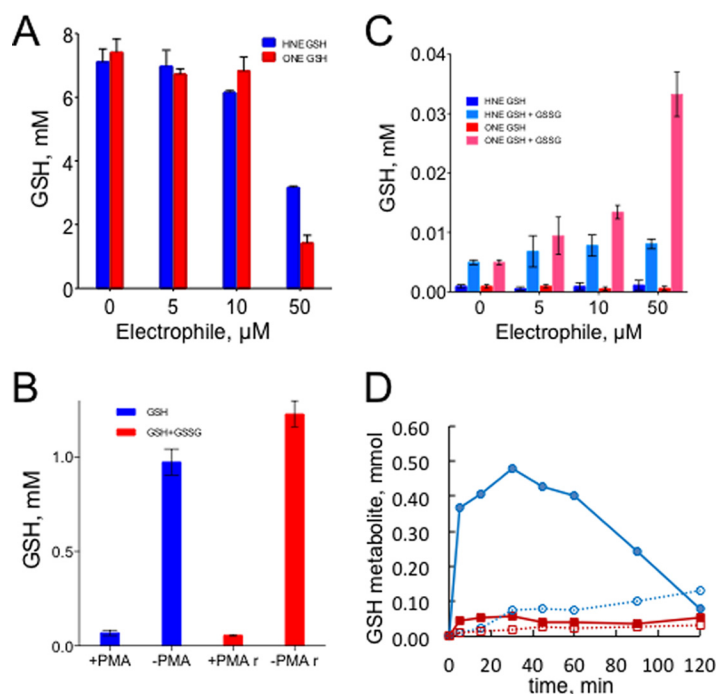 A
8
6
4
2
0
GSH, mM
HNE GSH
ONE GSH
0 5 10 50
Electrophile, µM
C
0.04
0.03
0.02
0.01
0.00
GSH, mM
HNE GSH
HNE GSH + GSSG
ONE GSH
ONE GSH + GSSG
0 5 10 50
Electrophile, µM
B
1.0
0.5
0.0
GSH, mM
GSH
GSH+GSSG
+PMA -PMA +PMA r -PMA r
D
0.60
0.50
0.40
0.30
0.20
0.10
0.00
GSH metabolite, mmol
0 20 40 60 80 100 120
time, min